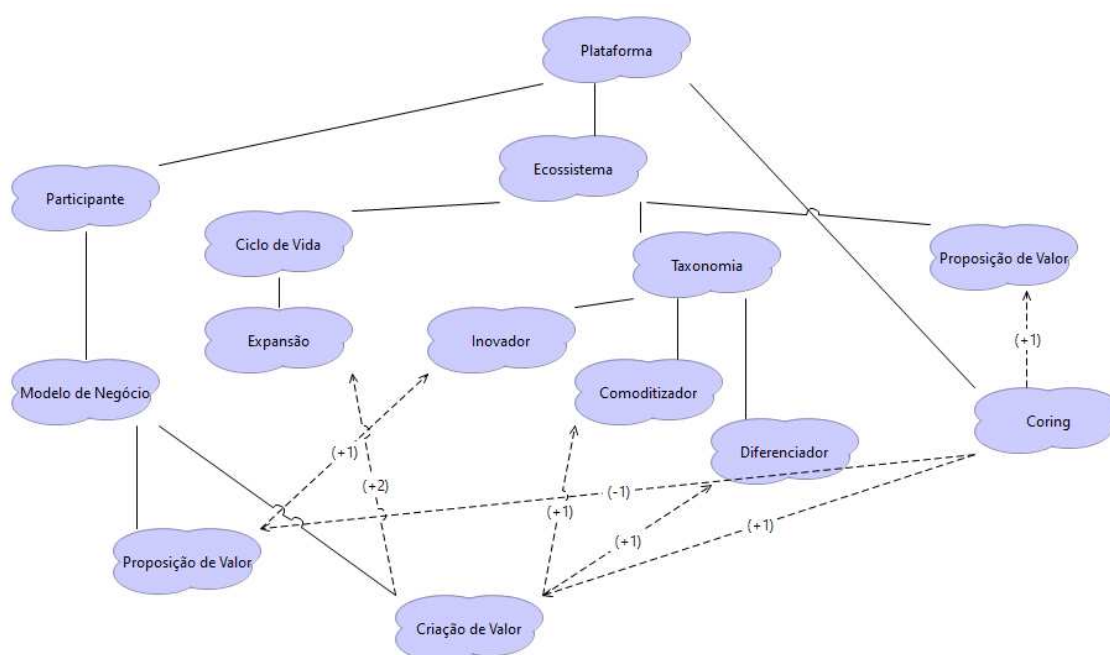 Plataforma
Ecossistema
Participante
Ciclo de Vida
Proposição de Valor
Taxonomia
Expansão
Inovador
(+1)
Modelo de Negócio
Comoditizador
Coring
Diferenciador
(+1)
(+2)
(-1)
(+1)
(+1)
(+1)
Proposição de Valor
Criação de Valor